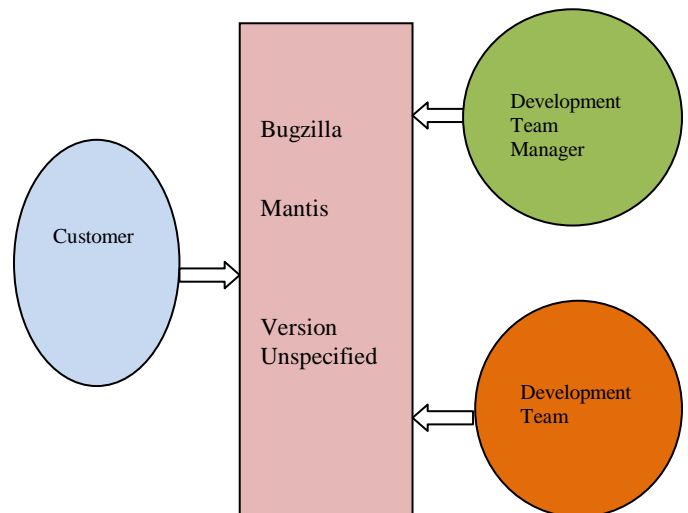 Customer
Bugzilla
Mantis
Version
Unspecified
Development
Team
Manager
Development
Team